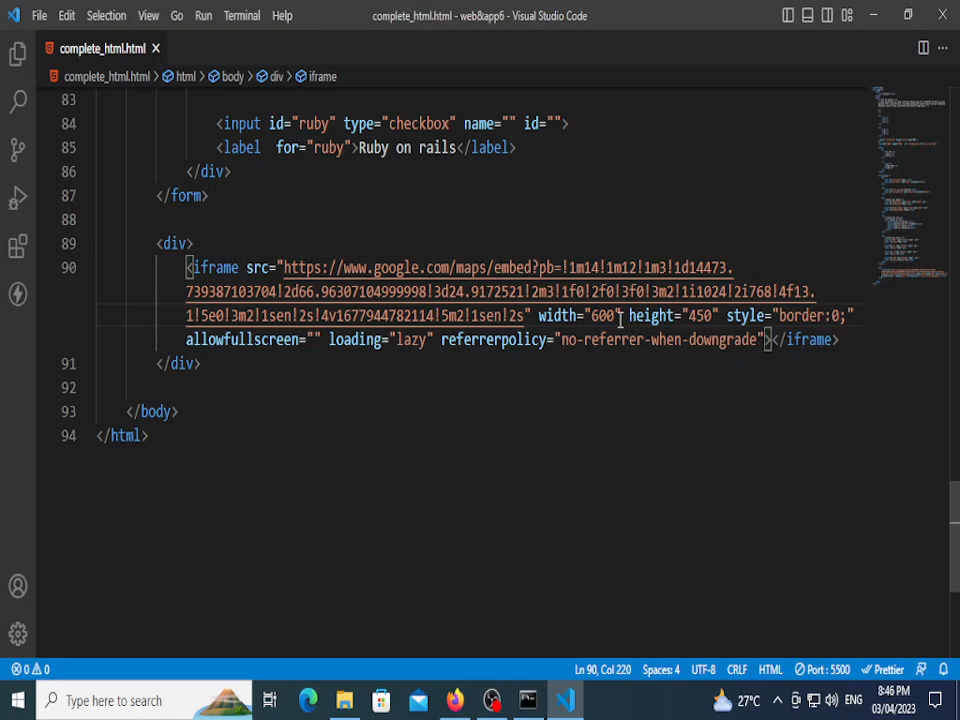 File Edit Selection View Go Run Terminal Help complete_html.html - web&app6 - Visual Studio Code
complete_html.html
complete_html.html > html > body > div > iframe
83
84 <input id="ruby" type="checkbox" name="" id="">
85 <label for="ruby">Ruby on rails</label>
86 </div>
87 </form>
88
89 <div>
90 <iframe src="https://www.google.com/maps/embed?pb=!1m14!1m12!1m3!1d14473.
739387103704!2d66.96307104999998!3d24.9172521!2m3!1f0!2f0!3f0!3m2!1i1024!2i768!4f13.
1!5e0!3m2!1sen!2s!4v1677944782114!5m2!1sen!2s" width="600" height="450" style="border:0;"
allowfullscreen="" loading="lazy" referrerpolicy="no-referrer-when-downgrade"></iframe>
91 </div>
92
93 </body>
94 </html>
0 0 Ln 90, Col 220 Spaces: 4 UTF-8 CRLF HTML Port : 5500 Prettier
Type here to search 27°C ENG 8:46 PM
03/04/2023